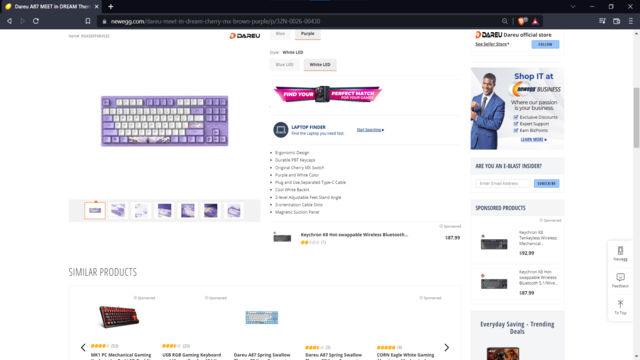 Dareu A87 MEET in DREAM Them
newegg.com/dareu-meet-in-dream-cherry-mx-brown-purple/p/32N-0026-00430
DAREU
Blue
Purple
Style: White LED
Blue LED
White LED
FIND YOUR PERFECT MATCH
FOR YOUR GAMES
LAPTOP FINDER
Find the Laptop you need fast.
Start Searching
Ergonomic Design
Durable PBT Keycaps
Original Cherry MX Switch
Purple and White Color
Plug and Use,Separated Type-C Cable
Cool White Backlit
2-level Adjustable Feet Stand Angle
3-orientation Cable Slots
Magnetic Suction Panel
Sponsored
Keychron K8 Hot swappable Wireless Bluetooth...
(1)
$87.99
Dareu official store
See Seller Store
FOLLOW
Shop IT at
newegg BUSINESS
Where our passion
is your business.
Exclusive Discounts
Expert Support
Earn BizPoints
LEARN MORE
ARE YOU AN E-BLAST INSIDER?
Enter Email Address
SUBSCRIBE
SPONSORED PRODUCTS
Sponsored
Keychron K8
Tenkeyless Wireless
Mechanical...
$92.99
Keychron K8 Hot
swappable Wireless
Bluetooth 5.1/Wire...
$87.99
Newegg
Feedback
To Top
Everyday Saving - Trending
Deals
SIMILAR PRODUCTS
Sponsored
Sponsored
Sponsored
MK1 PC Mechanical Gaming
USB RGB Gaming Keyboard
Dareu A87 Spring Swallow
(3)
Dareu A87 Spring Swallow
(4)
CORN Eagle White Gaming